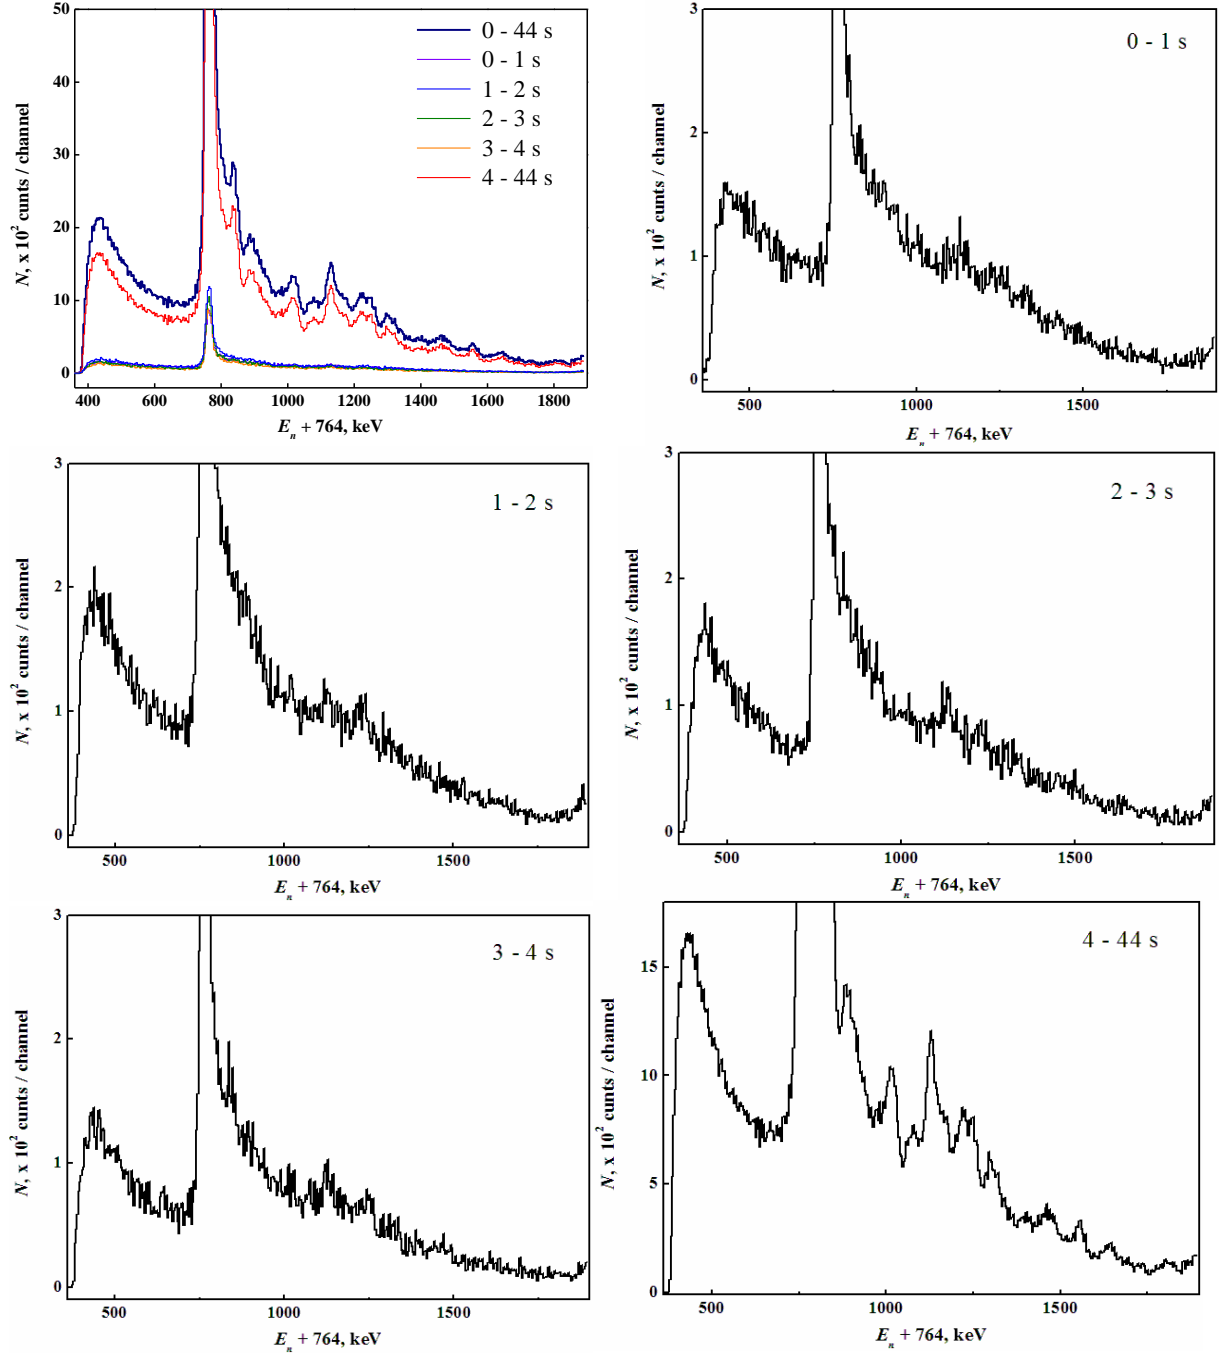 50
40
30
20
10
0
N, x 10² cunts / channel
0 - 44 s
0 - 1 s
1 - 2 s
2 - 3 s
3 - 4 s
4 - 44 s
400 600 800 1000 1200 1400 1600 1800
Eₙ + 764, keV
3
2
1
0
N, x 10² cunts / channel
0 - 1 s
500 1000 1500
Eₙ + 764, keV
3
2
1
0
N, x 10² cunts / channel
1 - 2 s
500 1000 1500
Eₙ + 764, keV
3
2
1
0
N, x 10² cunts / channel
2 - 3 s
500 1000 1500
Eₙ + 764, keV
3
2
1
0
N, x 10² cunts / channel
3 - 4 s
500 1000 1500
Eₙ + 764, keV
15
10
5
0
N, x 10² cunts / channel
4 - 44 s
500 1000 1500
Eₙ + 764, keV